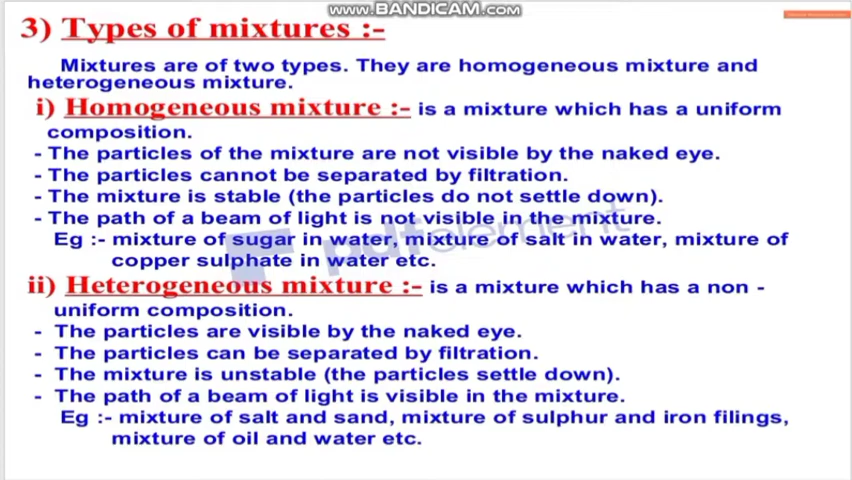 www.BANDICAM.com
3) Types of mixtures :-
Mixtures are of two types. They are homogeneous mixture and
heterogeneous mixture.
i) Homogeneous mixture :- is a mixture which has a uniform
composition.
- The particles of the mixture are not visible by the naked eye.
- The particles cannot be separated by filtration.
- The mixture is stable (the particles do not settle down).
- The path of a beam of light is not visible in the mixture.
Eg :- mixture of sugar in water, mixture of salt in water, mixture of
copper sulphate in water etc.
pdfelement
ii) Heterogeneous mixture :- is a mixture which has a non -
uniform composition.
- The particles are visible by the naked eye.
- The particles can be separated by filtration.
- The mixture is unstable (the particles settle down).
- The path of a beam of light is visible in the mixture.
Eg :- mixture of salt and sand, mixture of sulphur and iron filings,
mixture of oil and water etc.